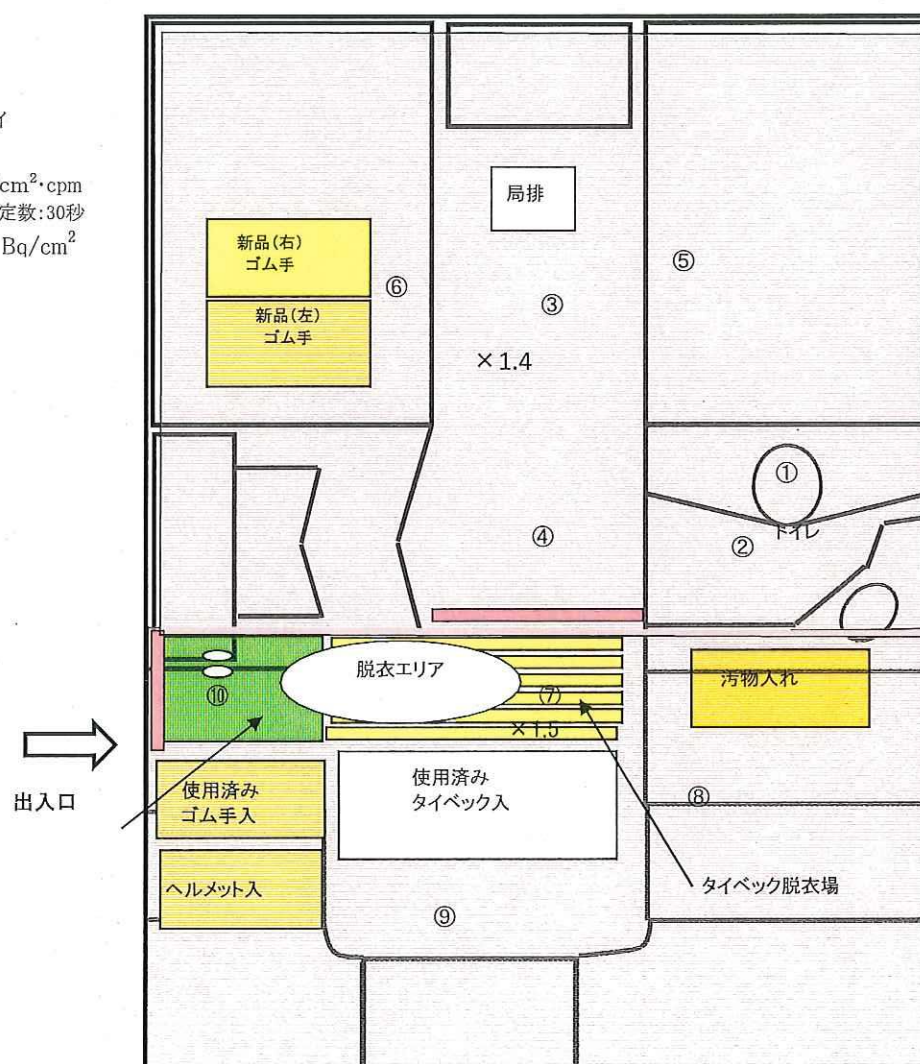 イ
cm²・cpm
定数:30秒
Bq/cm²
局排
新品(右)
ゴム手
⑥
⑤
③
新品(左)
ゴム手
×1.4
①
トイレ
④
②
脱衣エリア
汚物入れ
⑩
⑦
×1.5
出入口
使用済み
ゴム手入
使用済み
タイベック入
⑧
ヘルメット入
タイベック脱衣場
⑨